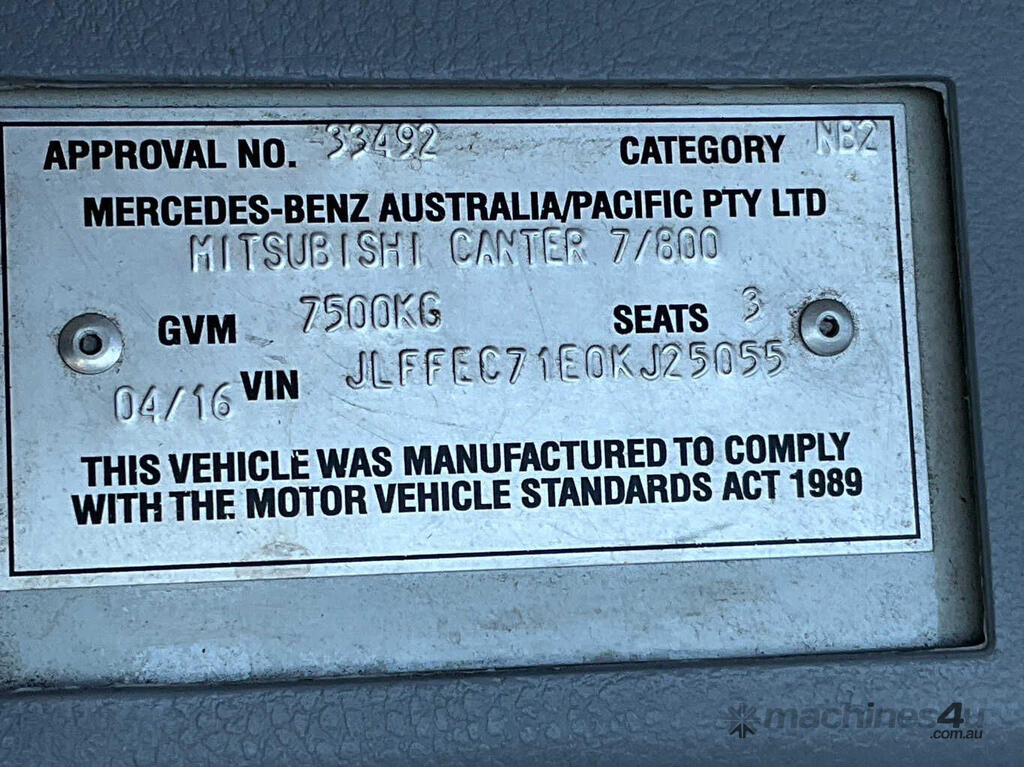 APPROVAL NO. 33492 CATEGORY NB2
MERCEDES-BENZ AUSTRALIA/PACIFIC PTY LTD
MITSUBISHI CANTER 7/800
GVM 7500KG SEATS 3
04/16 VIN JLFFEC71E0KJ25055
THIS VEHICLE WAS MANUFACTURED TO COMPLY
WITH THE MOTOR VEHICLE STANDARDS ACT 1989
machines4u
.com.au